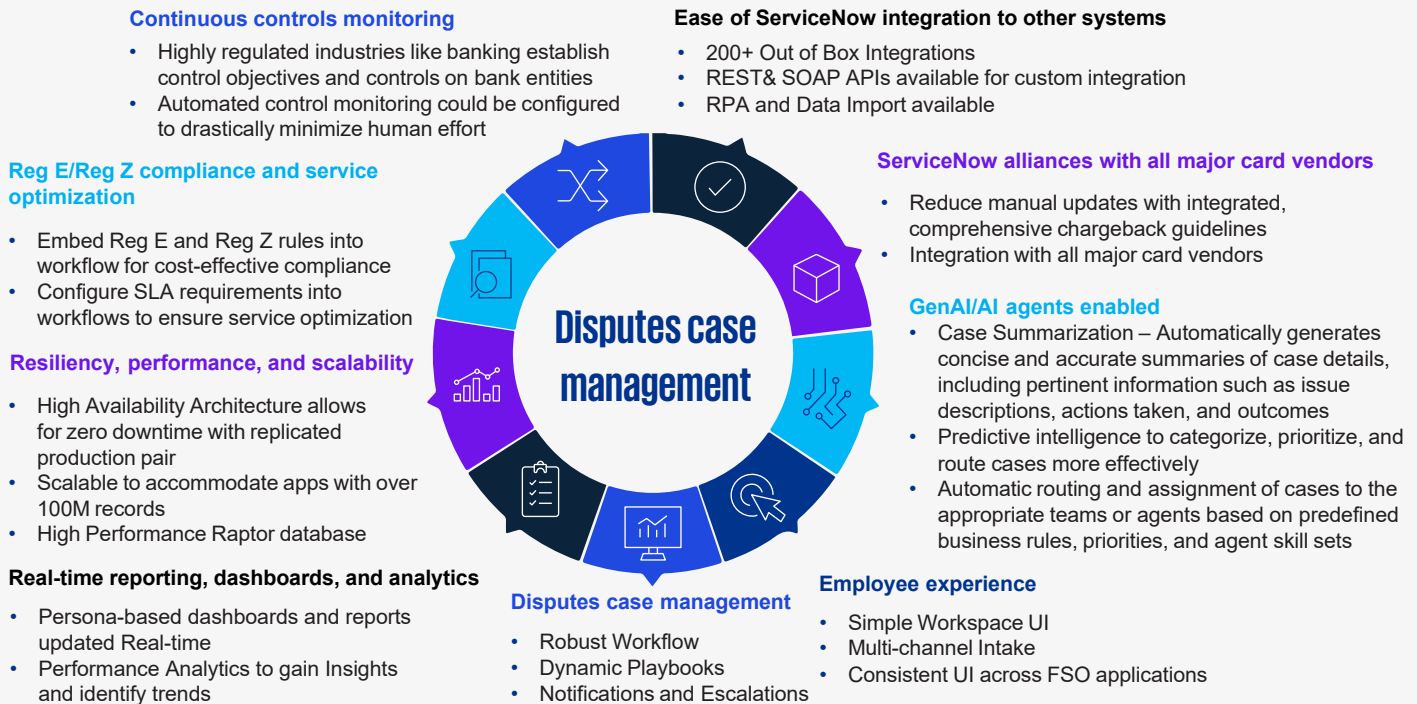 Continuous controls monitoring
• Highly regulated industries like banking establish
control objectives and controls on bank entities
• Automated control monitoring could be configured
to drastically minimize human effort
Ease of ServiceNow integration to other systems
• 200+ Out of Box Integrations
• REST& SOAP APIs available for custom integration
• RPA and Data Import available
Reg E/Reg Z compliance and service
optimization
• Embed Reg E and Reg Z rules into
workflow for cost-effective compliance
• Configure SLA requirements into
workflows to ensure service optimization
ServiceNow alliances with all major card vendors
• Reduce manual updates with integrated,
comprehensive chargeback guidelines
• Integration with all major card vendors
Disputes case
management
GenAI/AI agents enabled
• Case Summarization – Automatically generates
concise and accurate summaries of case details,
including pertinent information such as issue
descriptions, actions taken, and outcomes
• Predictive intelligence to categorize, prioritize, and
route cases more effectively
• Automatic routing and assignment of cases to the
appropriate teams or agents based on predefined
business rules, priorities, and agent skill sets
Resiliency, performance, and scalability
• High Availability Architecture allows
for zero downtime with replicated
production pair
• Scalable to accommodate apps with over
100M records
• High Performance Raptor database
Real-time reporting, dashboards, and analytics
• Persona-based dashboards and reports
updated Real-time
• Performance Analytics to gain Insights
and identify trends
Disputes case management
• Robust Workflow
• Dynamic Playbooks
• Notifications and Escalations
Employee experience
• Simple Workspace UI
• Multi-channel Intake
• Consistent UI across FSO applications